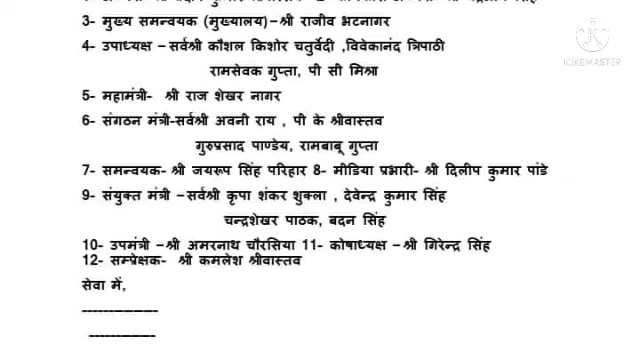 3- मुख्य समन्वयक (मुख्यालय)-श्री राजीव भटनागर
4- उपाध्यक्ष –सर्वश्री कौशल किशोर चतुर्वेदी ,विवेकानंद त्रिपाठी
रामसेवक गुप्ता, पी सी मिश्रा
5- महामंत्री- श्री राज शेखर नागर
6- संगठन मंत्री-सर्वश्री अवनी राय , पी के श्रीवास्तव
गुरुप्रसाद पाण्डेय, रामबाबू गुप्ता
7- समन्वयक- श्री जयरूप सिंह परिहार 8- मीडिया प्रभारी- श्री दिलीप कुमार पांडे
9- संयुक्त मंत्री –सर्वश्री कृपा शंकर शुक्ला , देवेन्द्र कुमार सिंह
चन्द्रशेखर पाठक, बदन सिंह
10- उपमंत्री –श्री अमरनाथ चौरसिया 11- कोषाध्यक्ष –श्री गिरेन्द्र सिंह
12- सम्प्रेक्षक- श्री कमलेश श्रीवास्तव
सेवा में,
----------------
--------------
KINEMASTER